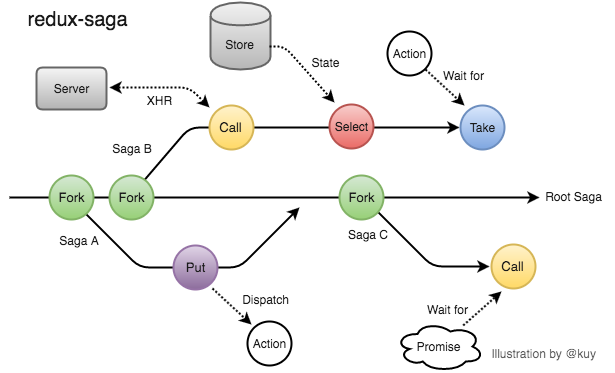 redux-saga
Store
Action
State
Wait for
Server
XHR
Call
Select
Take
Saga B
Fork
Fork
Fork
Root Saga
Saga A
Saga C
Put
Call
Dispatch
Wait for
Action
Promise
Illustration by @kuy